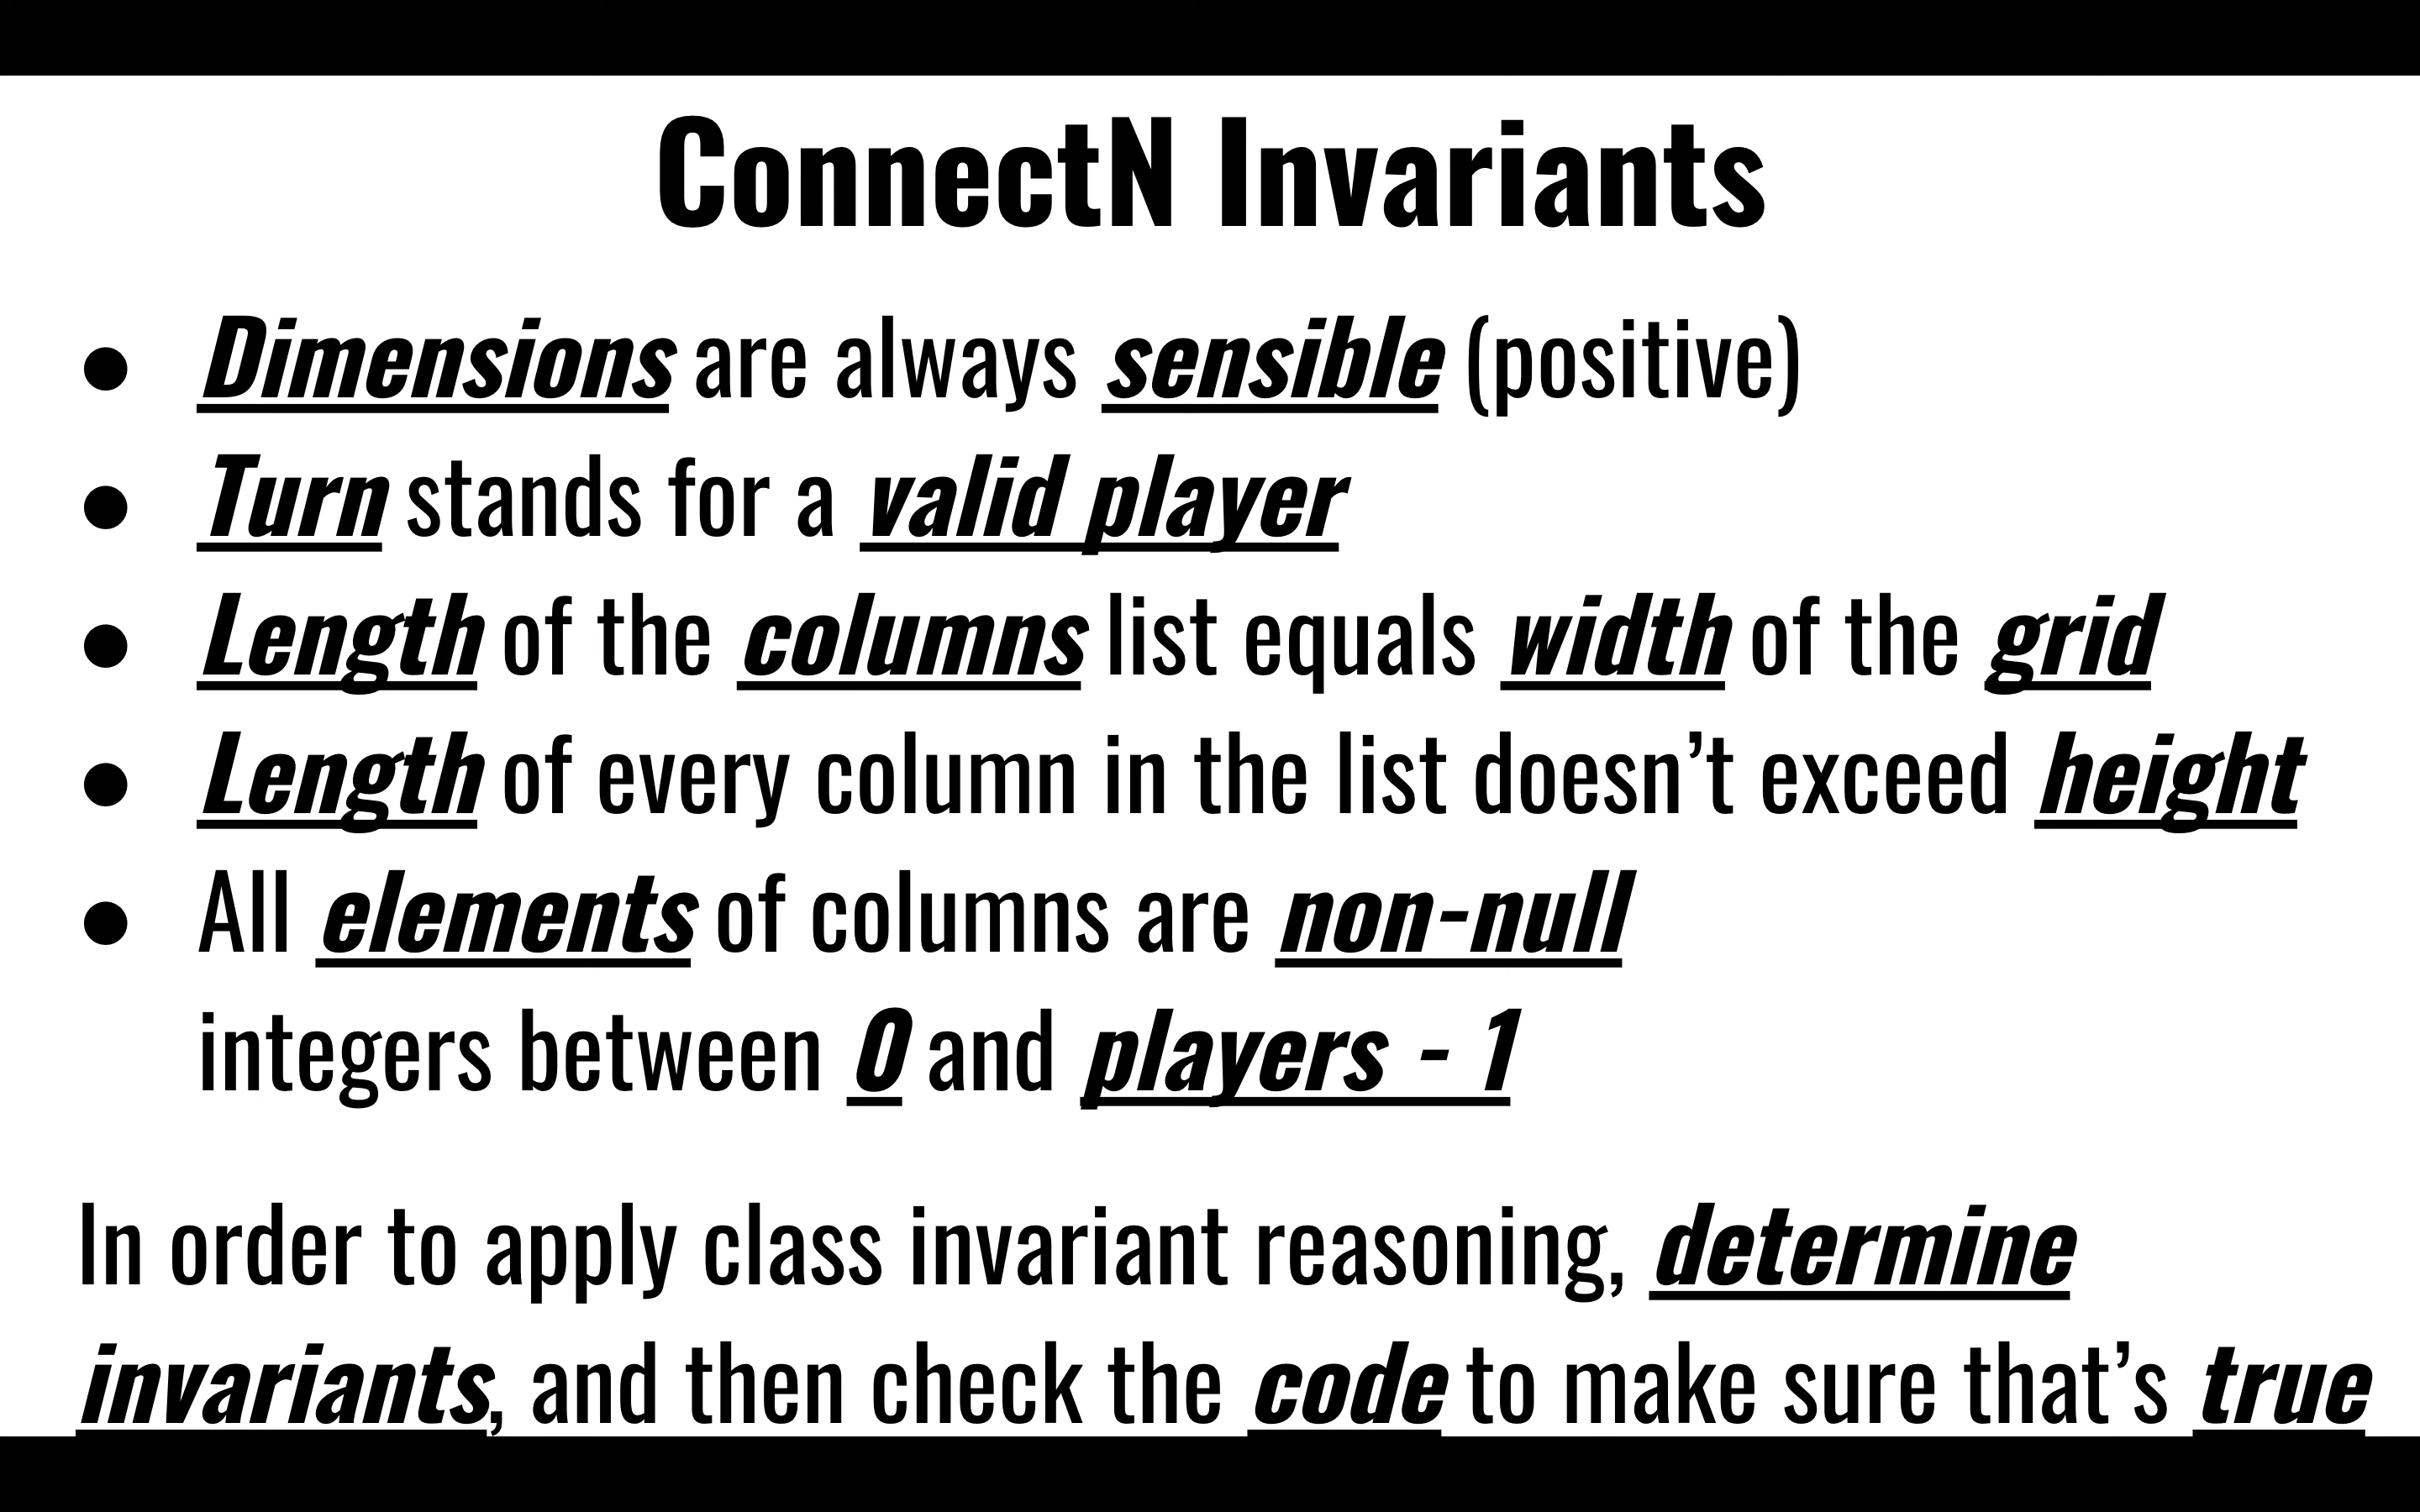 ConnectN Invariants
● Dimensions are always sensible (positive)
● Turn stands for a valid player
● Length of the columns list equals width of the grid
● Length of every column in the list doesn’t exceed height
● All elements of columns are non-null
integers between 0 and players - 1
In order to apply class invariant reasoning, determine
invariants, and then check the code to make sure that’s true